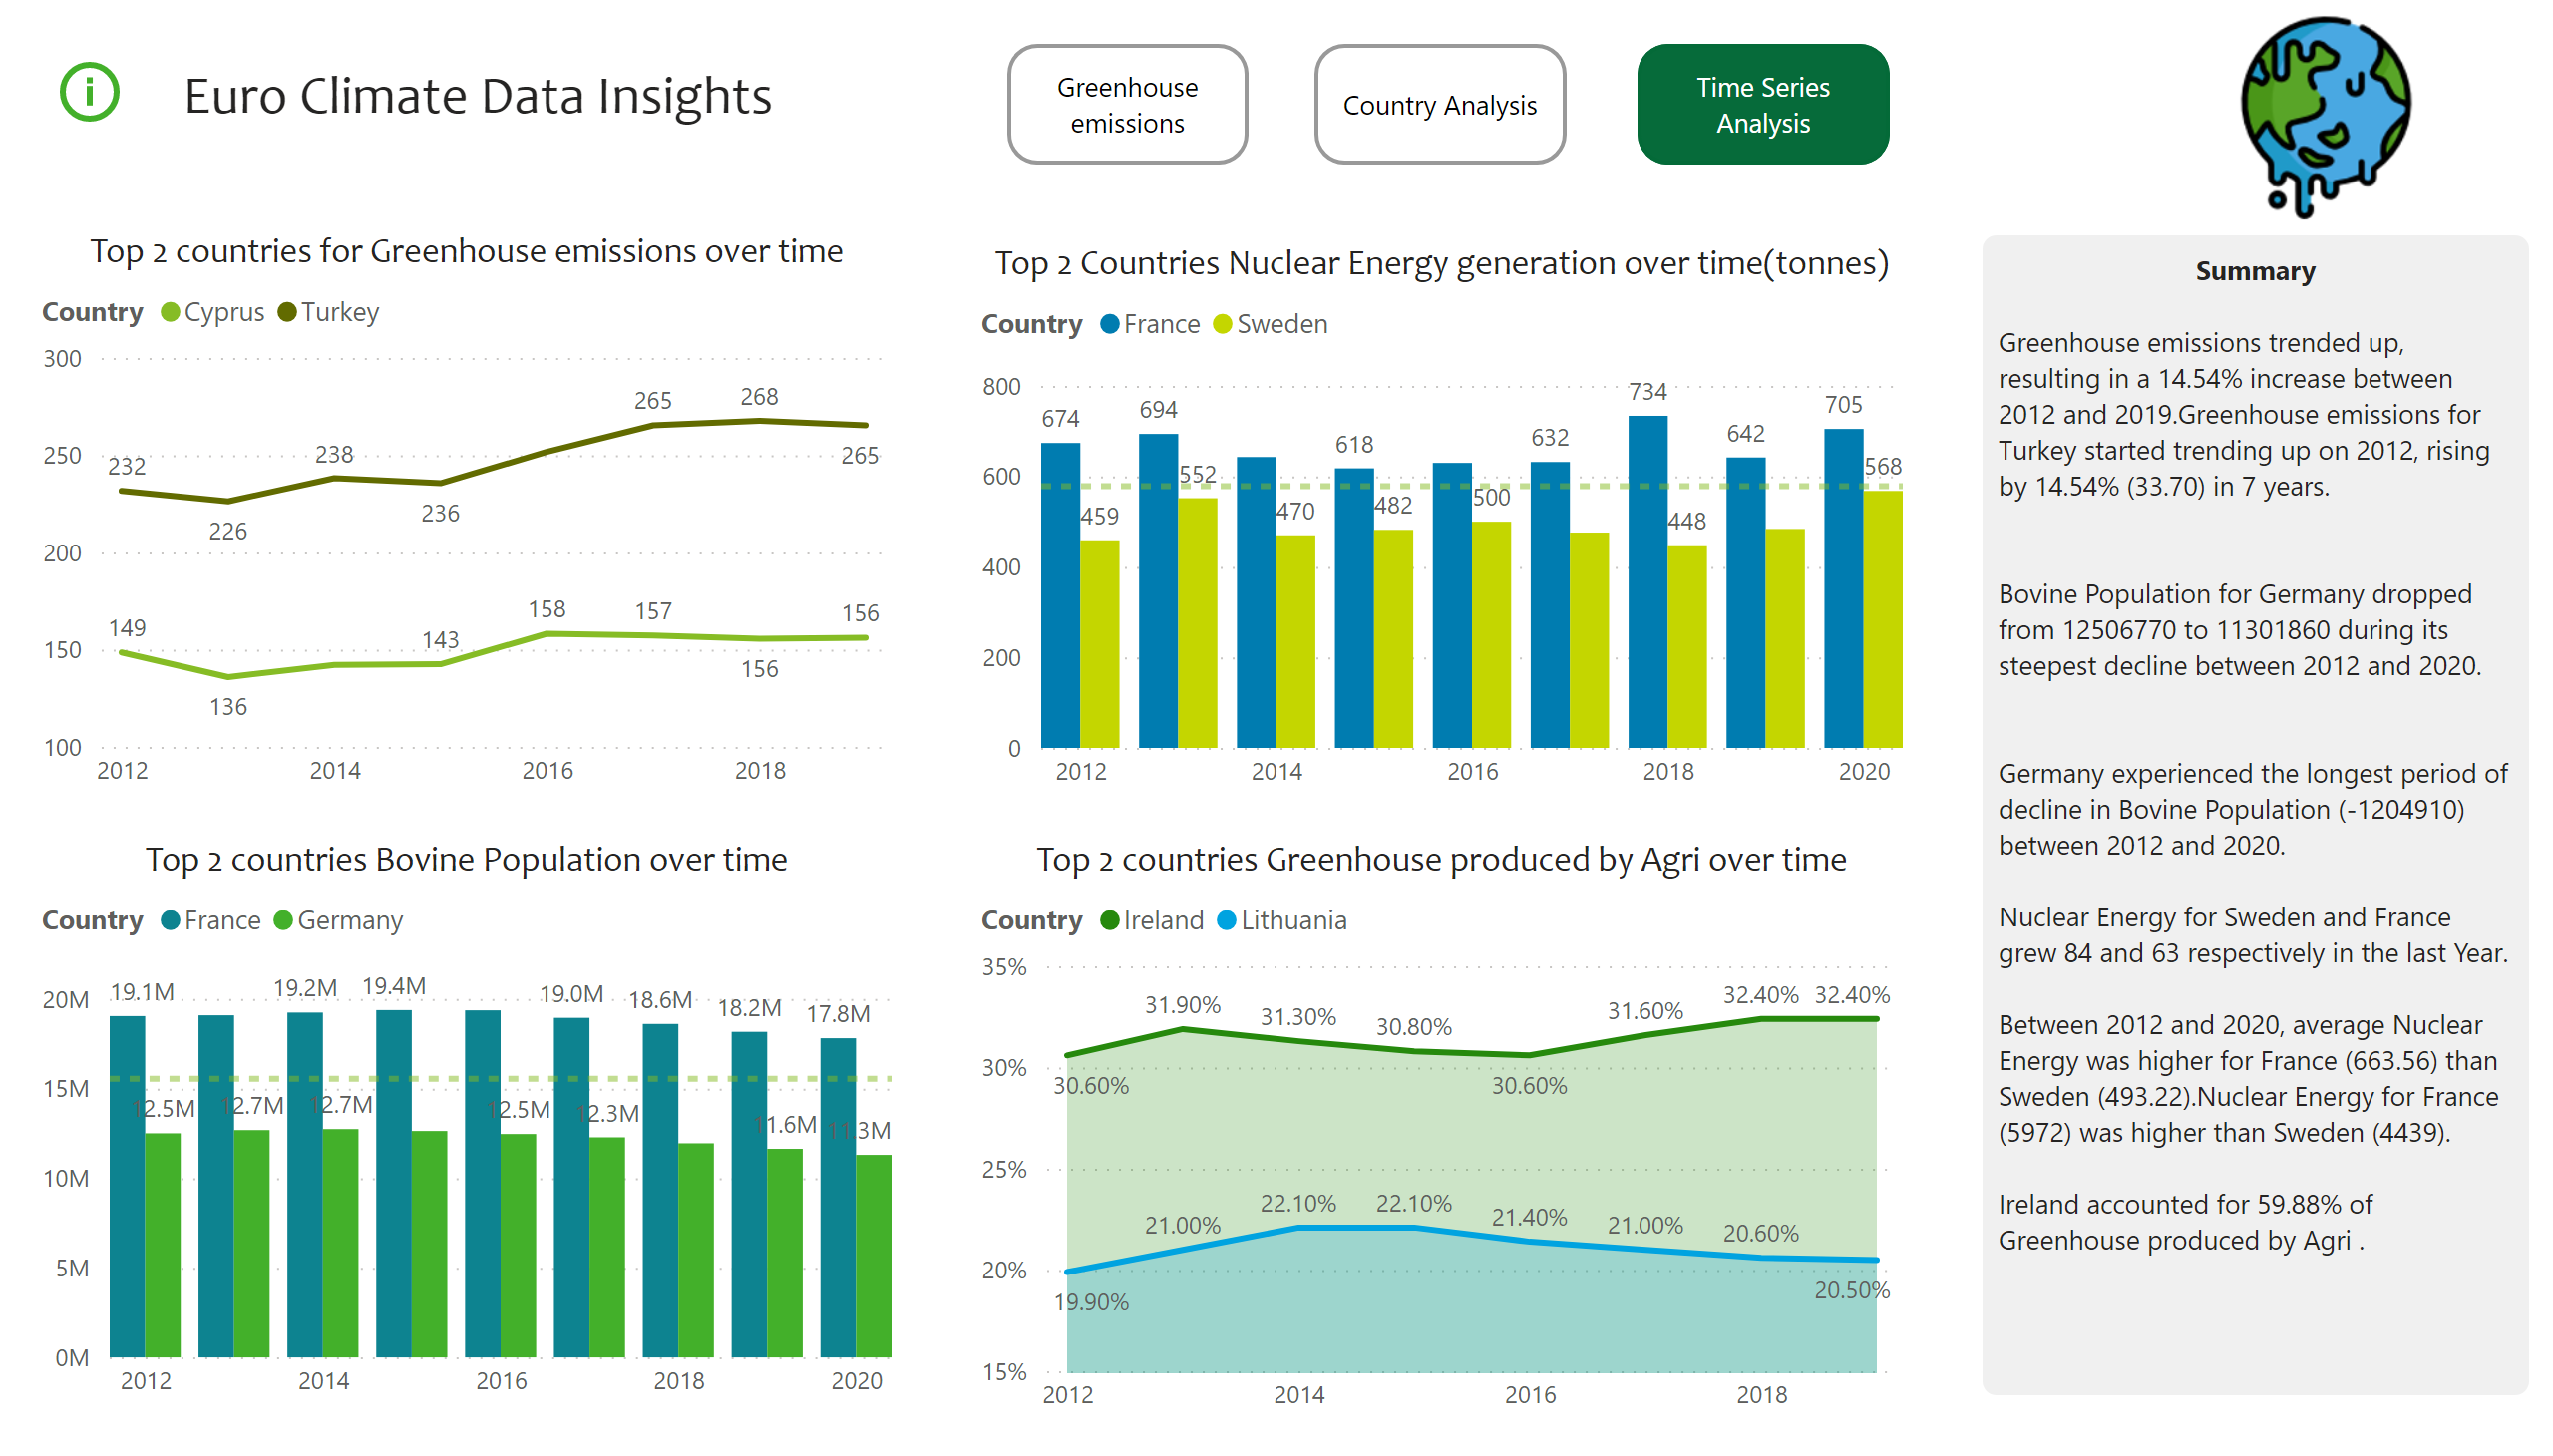 Euro Climate Data Insights
Greenhouse
emissions
Country Analysis
Time Series
Analysis
Top 2 countries for Greenhouse emissions over time
Country Cyprus Turkey
300
250
200
150
100
232
226
238
236
265
268
265
149
136
143
158
157
156
156
2012
2014
2016
2018
Top 2 Countries Nuclear Energy generation over time(tonnes)
Country France Sweden
800
600
400
200
0
674
459
694
552
470
618
482
500
632
734
448
642
705
568
2012
2014
2016
2018
2020
Top 2 countries Bovine Population over time
Country France Germany
20M
15M
10M
5M
0M
19.1M
19.2M
19.4M
19.0M
18.6M
18.2M
17.8M
12.5M
12.7M
12.7M
12.5M
12.3M
11.6M
11.3M
2012
2014
2016
2018
2020
Top 2 countries Greenhouse produced by Agri over time
Country Ireland Lithuania
35%
30%
25%
20%
15%
30.60%
31.90%
31.30%
30.80%
30.60%
31.60%
32.40%
32.40%
19.90%
21.00%
22.10%
22.10%
21.40%
21.00%
20.60%
20.50%
2012
2014
2016
2018
Summary
Greenhouse emissions trended up,
resulting in a 14.54% increase between
2012 and 2019.Greenhouse emissions for
Turkey started trending up on 2012, rising
by 14.54% (33.70) in 7 years.
Bovine Population for Germany dropped
from 12506770 to 11301860 during its
steepest decline between 2012 and 2020.
Germany experienced the longest period of
decline in Bovine Population (-1204910)
between 2012 and 2020.
Nuclear Energy for Sweden and France
grew 84 and 63 respectively in the last Year.
Between 2012 and 2020, average Nuclear
Energy was higher for France (663.56) than
Sweden (493.22).Nuclear Energy for France
(5972) was higher than Sweden (4439).
Ireland accounted for 59.88% of
Greenhouse produced by Agri .